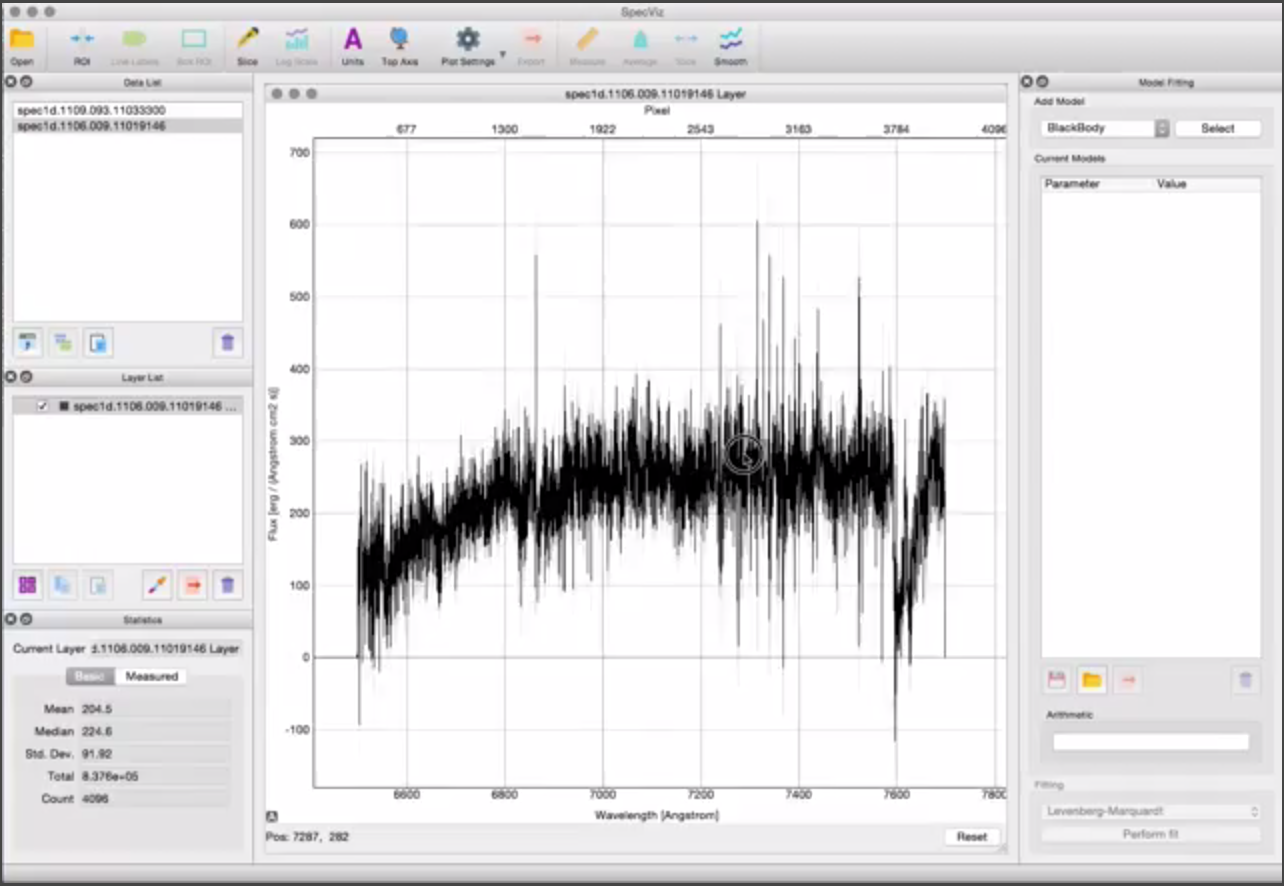 SpecViz
Open ROI Line Labels Box ROI Slice Log Scale Units Top Axis Plot Settings Export Measure Average Slice Smooth
Data List
spec1d.1109.093.11033300
spec1d.1106.009.11019146
Layer List
spec1d.1106.009.11019146 ...
Statistics
Current Layer :.1106.009.11019146 Layer
Basic Measured
Mean 204.5
Median 224.6
Std. Dev. 91.92
Total 8.376e+05
Count 4096
spec1d.1106.009.11019146 Layer
Pixel
677 1300 1922 2543 3163 3784 4096
700
600
500
400
300
200
100
0
-100
Flux [erg / (Angstrom cm2 s)]
6600 6800 7000 7200 7400 7600 7800
Wavelength [Angstrom]
A
Pos: 7287, 282
Reset
Model Fitting
Add Model
BlackBody Select
Current Models
Parameter Value
Arithmetic
Fitting
Levenberg-Marquardt
Perform fit